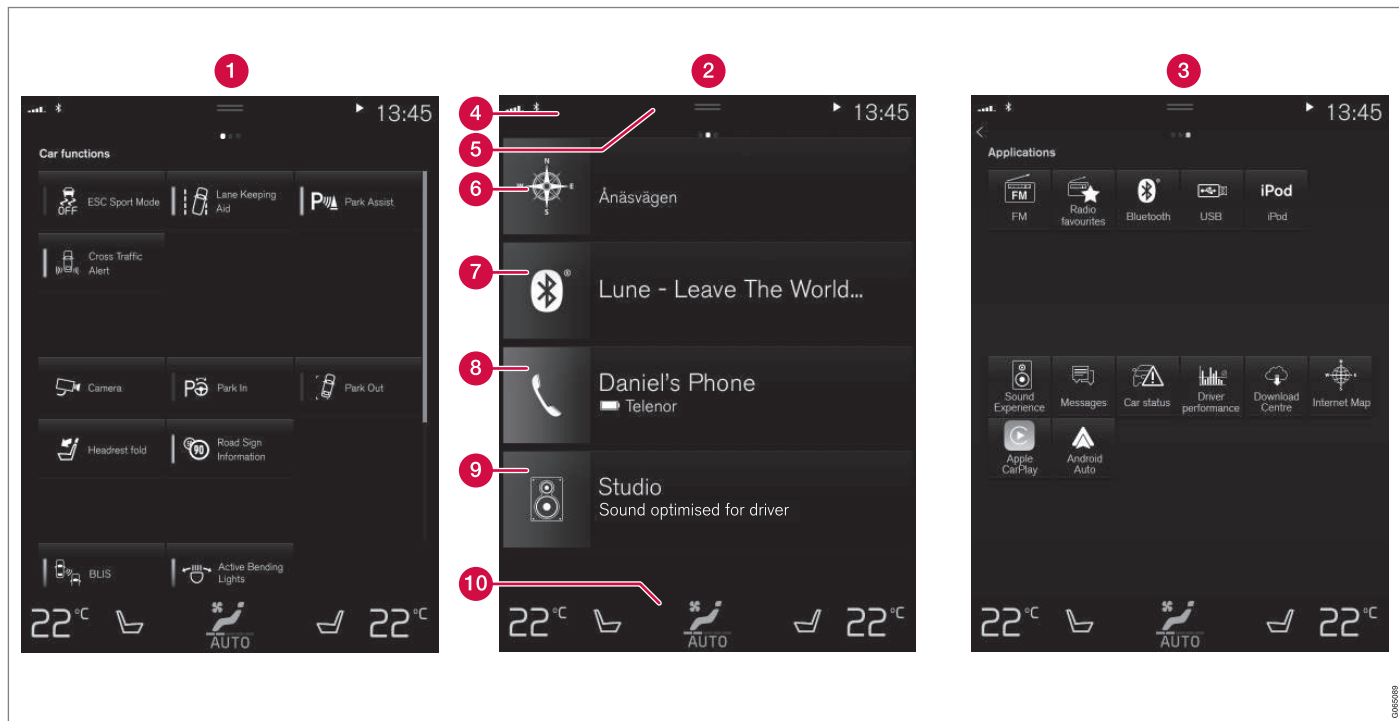 1
13:45
Car functions
OFF
ESC Sport Mode
Lane Keeping
Aid
P
Park Assist
Cross Traffic
Alert
Camera
P
Park In
Park Out
Headrest fold
90
Road Sign
Information
BLIS
Active Bending
Lights
22°C
AUTO
22°C
2
4
5
6
7
8
9
10
13:45
N
W
E
S
Ånäsvägen
®
Lune - Leave The World...
Daniel's Phone
Telenor
Studio
Sound optimised for driver
22°C
AUTO
22°C
3
13:45
Applications
FM
FM
Radio
favourites
Bluetooth
USB
iPod
iPod
Sound
Experience
Messages
Car status
Driver
performance
Download
Centre
Internet Map
Apple
CarPlay
Android
Auto
22°C
AUTO
22°C
G065089